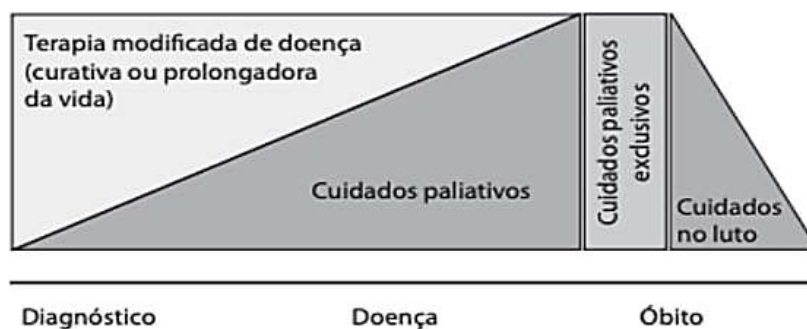 Terapia modificada de doença
(curativa ou prolongadora
da vida)
Cuidados paliativos
Cuidados paliativos
exclusivos
Cuidados
no luto
Diagnóstico
Doença
Óbito